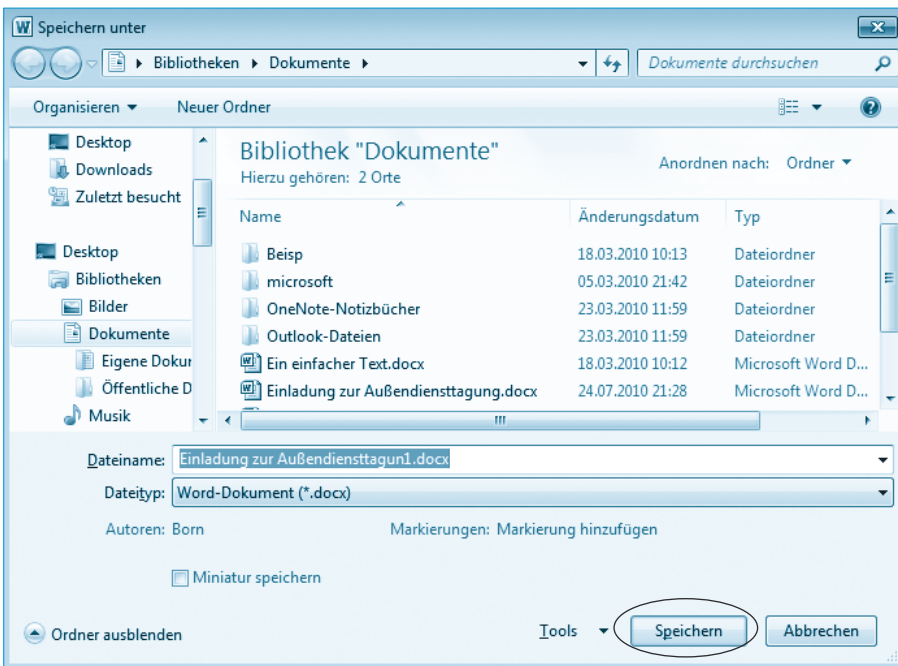 Speichern unter
Bibliotheken Dokumente Dokumente durchsuchen
Organisieren Neuer Ordner
Desktop
Downloads
Zuletzt besucht
Desktop
Bibliotheken
Bilder
Dokumente
Eigene Dokur
Öffentliche D
Musik
Bibliothek "Dokumente"
Hierzu gehören: 2 Orte
Anordnen nach: Ordner
Name Änderungsdatum Typ
Beisp 18.03.2010 10:13 Dateiordner
microsoft 05.03.2010 21:42 Dateiordner
OneNote-Notizbücher 23.03.2010 11:59 Dateiordner
Outlook-Dateien 23.03.2010 11:59 Dateiordner
Ein einfacher Text.docx 18.03.2010 10:12 Microsoft Word D...
Einladung zur Außendiensttagung.docx 24.07.2010 21:28 Microsoft Word D...
Dateiname: Einladung zur Außendiensttagun1.docx
Dateityp: Word-Dokument (*.docx)
Autoren: Born Markierungen: Markierung hinzufügen
Miniatur speichern
Ordner ausblenden Tools Speichern Abbrechen